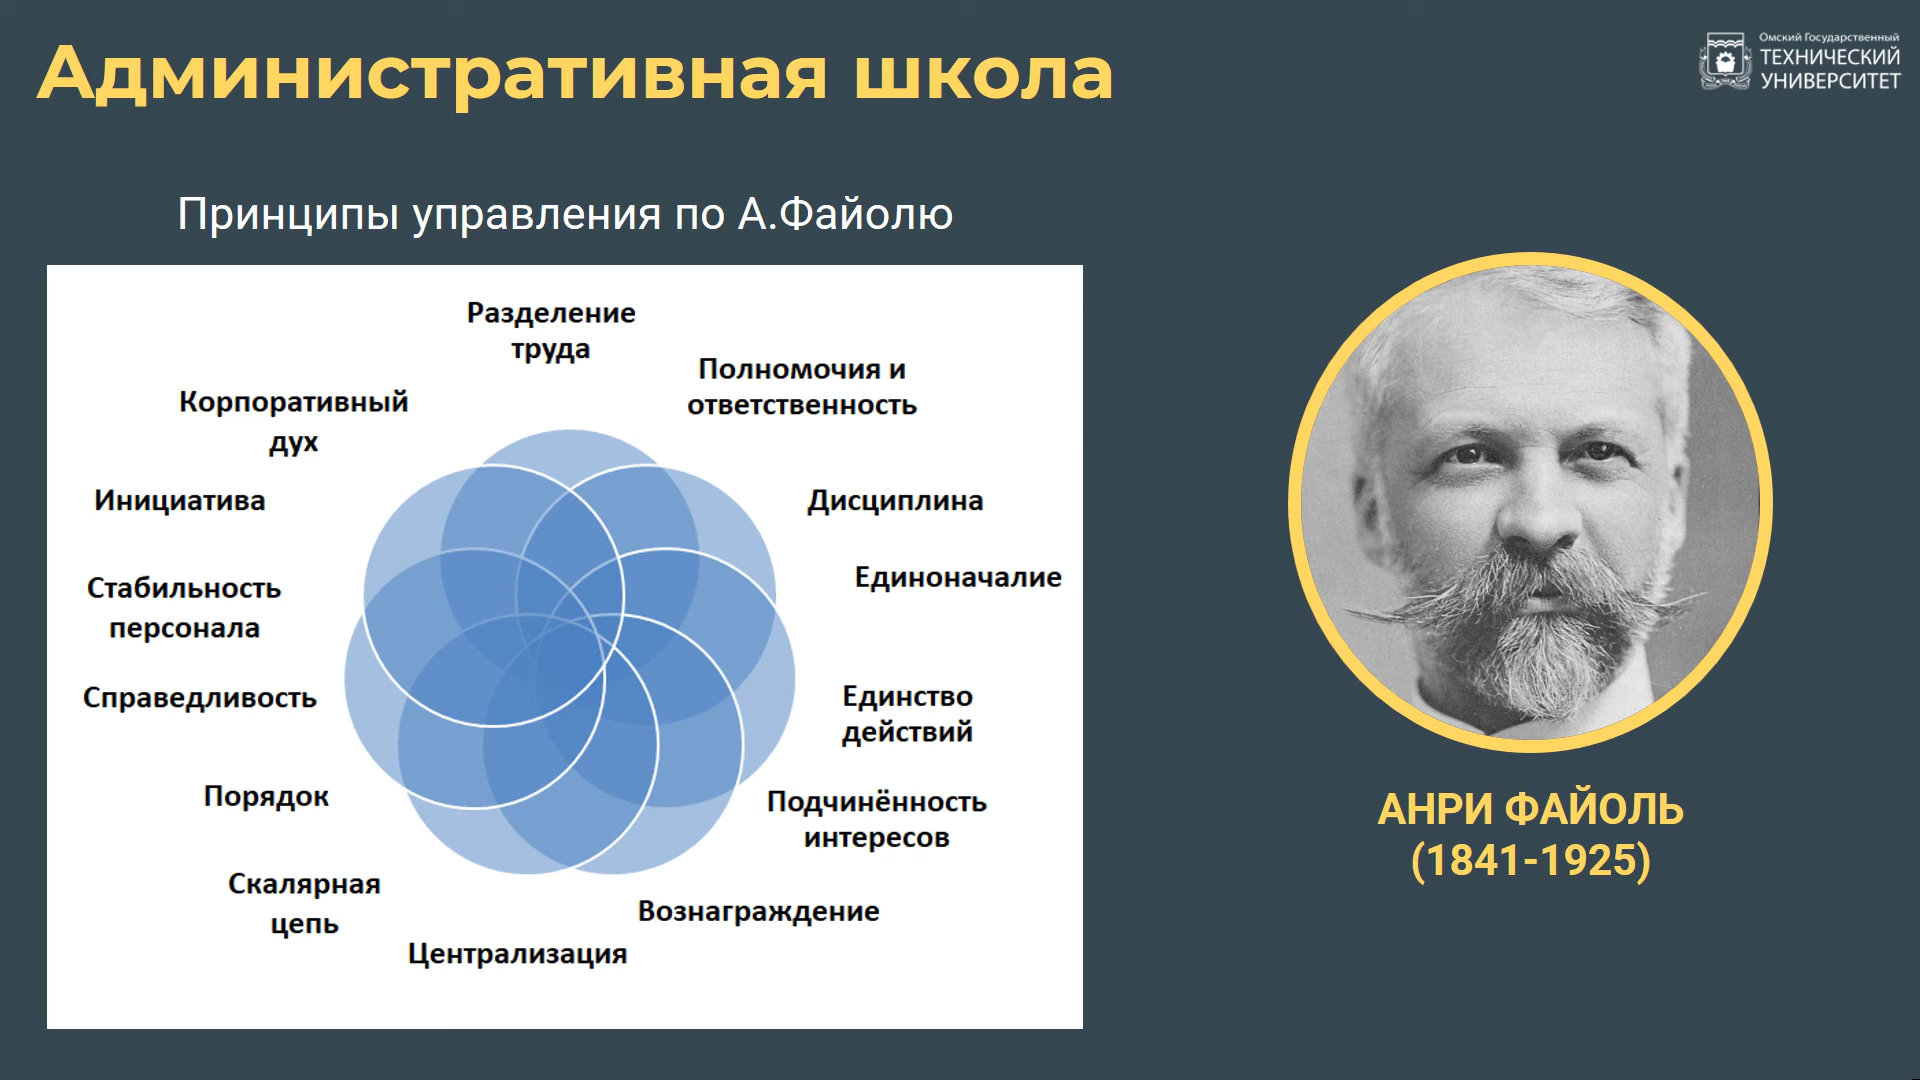 Административная школа
Омский Государственный
ТЕХНИЧЕСКИЙ
УНИВЕРСИТЕТ
Принципы управления по А.Файолю
Разделение
труда
Полномочия и
ответственность
Дисциплина
Единоначалие
Единство
действий
Подчинённость
интересов
Вознаграждение
Централизация
Скалярная
цепь
Порядок
Справедливость
Стабильность
персонала
Инициатива
Корпоративный
дух
АНРИ ФАЙОЛЬ
(1841-1925)